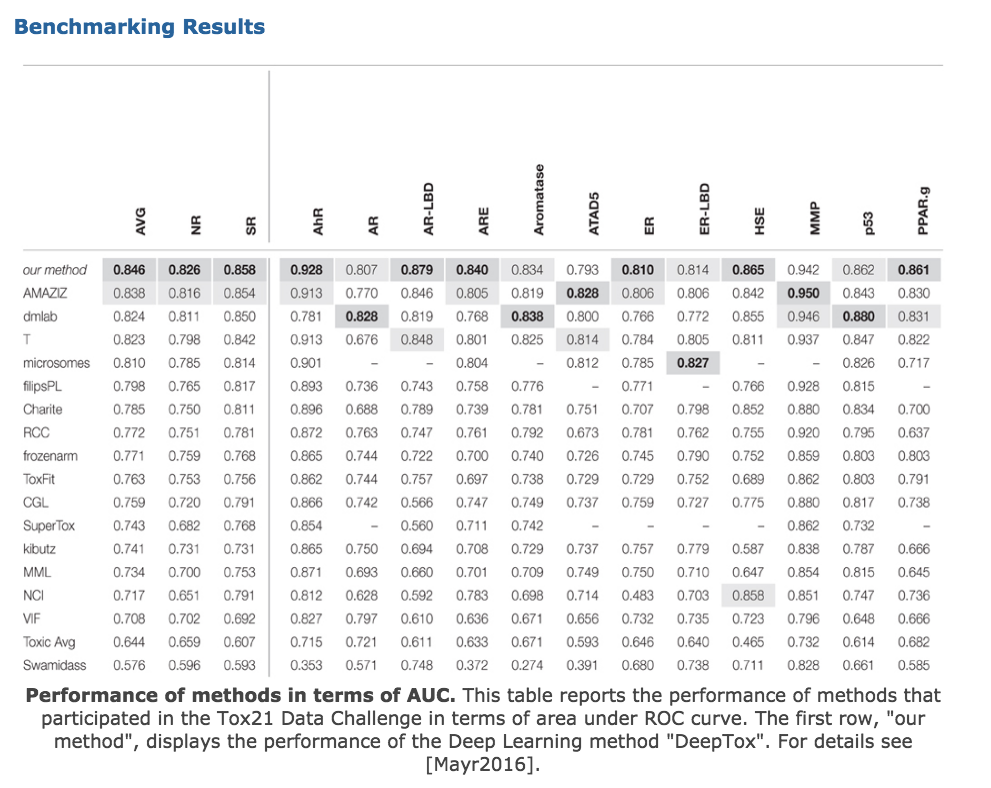 Benchmarking Results
AVG NR SR AhR AR AR-LBD ARE Aromatase ATAD5 ER ER-LBD HSE MMP p53 PPAR.g
our method 0.846 0.826 0.858 0.928 0.807 0.879 0.840 0.834 0.793 0.810 0.814 0.865 0.942 0.862 0.861
AMAZIZ 0.838 0.816 0.854 0.913 0.770 0.846 0.805 0.819 0.828 0.806 0.806 0.842 0.950 0.843 0.830
dmlab 0.824 0.811 0.850 0.781 0.828 0.819 0.768 0.838 0.800 0.766 0.772 0.855 0.946 0.880 0.831
T 0.823 0.798 0.842 0.913 0.676 0.848 0.801 0.825 0.814 0.784 0.805 0.811 0.937 0.847 0.822
microsomes 0.810 0.785 0.814 0.901 – – 0.804 – 0.812 0.785 0.827 – – 0.826 0.717
filipsPL 0.798 0.765 0.817 0.893 0.736 0.743 0.758 0.776 – 0.771 – 0.766 0.928 0.815 –
Charite 0.785 0.750 0.811 0.896 0.688 0.789 0.739 0.781 0.751 0.707 0.798 0.852 0.880 0.834 0.700
RCC 0.772 0.751 0.781 0.872 0.763 0.747 0.761 0.792 0.673 0.781 0.762 0.755 0.920 0.795 0.637
frozenarm 0.771 0.759 0.768 0.865 0.744 0.722 0.700 0.740 0.726 0.745 0.790 0.752 0.859 0.803 0.803
ToxFit 0.763 0.753 0.756 0.862 0.744 0.757 0.697 0.738 0.729 0.729 0.752 0.689 0.862 0.803 0.791
CGL 0.759 0.720 0.791 0.866 0.742 0.566 0.747 0.749 0.737 0.759 0.727 0.775 0.880 0.817 0.738
SuperTox 0.743 0.682 0.768 0.854 – 0.560 0.711 0.742 – – – – 0.862 0.732 –
kibutz 0.741 0.731 0.731 0.865 0.750 0.694 0.708 0.729 0.737 0.757 0.779 0.587 0.838 0.787 0.666
MML 0.734 0.700 0.753 0.871 0.693 0.660 0.701 0.709 0.749 0.750 0.710 0.647 0.854 0.815 0.645
NCI 0.717 0.651 0.791 0.812 0.628 0.592 0.783 0.698 0.714 0.483 0.703 0.858 0.851 0.747 0.736
VIF 0.708 0.702 0.692 0.827 0.797 0.610 0.636 0.671 0.656 0.732 0.735 0.723 0.796 0.648 0.666
Toxic Avg 0.644 0.659 0.607 0.715 0.721 0.611 0.633 0.671 0.593 0.646 0.640 0.465 0.732 0.614 0.682
Swamidass 0.576 0.596 0.593 0.353 0.571 0.748 0.372 0.274 0.391 0.680 0.738 0.711 0.828 0.661 0.585
Performance of methods in terms of AUC. This table reports the performance of methods that
participated in the Tox21 Data Challenge in terms of area under ROC curve. The first row, "our
method", displays the performance of the Deep Learning method "DeepTox". For details see
[Mayr2016].